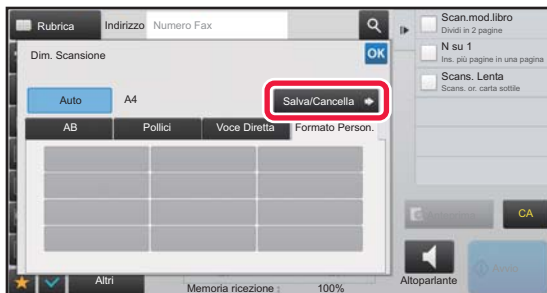 Rubrica
Indirizzo
Numero Fax
Dim. Scansione
OK
Auto
A4
Salva/Cancella
AB
Pollici
Voce Diretta
Formato Person.
Scan.mod.libro
Dividi in 2 pagine
N su 1
Ins. più pagine in una pagina
Scans. Lenta
Scans. or. carta sottile
CA
Altri
Memoria ricezione :
100%
Altoparlante
Avvio